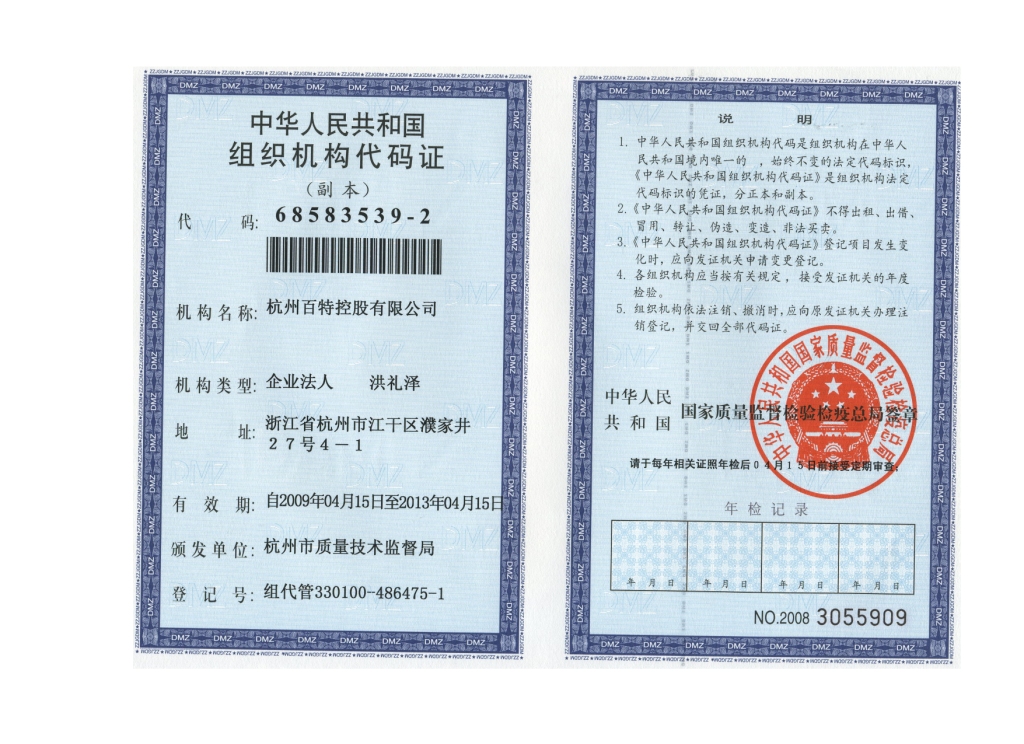 中华人民共和国
组织机构代码证
（副 本）
代 码: 68583539-2
机构名称: 杭州百特控股有限公司
机构类型: 企业法人 洪礼泽
地 址: 浙江省杭州市江干区濮家井
27号4－1
有 效 期: 自2009年04月15日至2013年04月15日
颁发单位: 杭州市质量技术监督局
登 记 号: 组代管330100-486475-1
说 明
1. 中华人民共和国组织机构代码是组织机构在中华人
民共和国境内唯一的 ，始终不变的法定代码标识，
《中华人民共和国组织机构代码证》是组织机构法定
代码标识的凭证，分正本和副本。
2.《中华人民共和国组织机构代码证》不得出租、出借、
冒用、转让、伪造、变造、非法买卖。
3.《中华人民共和国组织机构代码证》登记项目发生变
化时，应向发证机关申请变更登记。
4. 各组织机构应当按有关规定，接受发证机关的年度
检验。
5. 组织机构依法注销、撤消时，应向原发证机关办理注
销登记，并交回全部代码证。
中华人民共和国国家质量监督检验检疫总局
中华人民
共 和 国 国家质量监督检验检疫总局签章
请于每年相关证照年检后04月15日前接受定期审查;
年 检 记 录
年 月 日 年 月 日 年 月 日 年 月 日
NO.2008 3055909